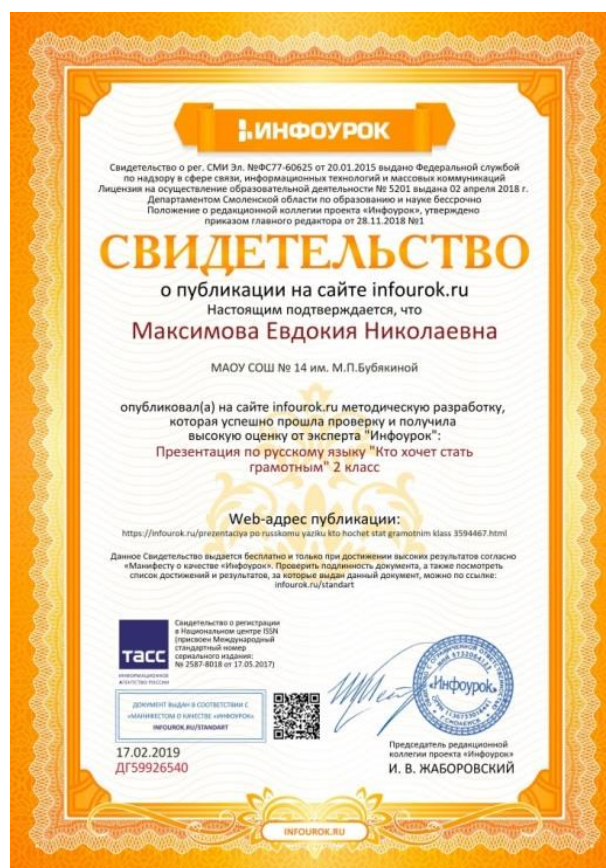 ИНФОУРОК
Свидетельство о рег. СМИ Эл. №ФС77-60625 от 20.01.2015 выдано Федеральной службой
по надзору в сфере связи, информационных технологий и массовых коммуникаций
Лицензия на осуществление образовательной деятельности № 5201 выдана 02 апреля 2018 г.
Департаментом Смоленской области по образованию и науке бессрочно
Положение о редакционной коллегии проекта «Инфоурок», утверждено
приказом главного редактора от 28.11.2018 №1
СВИДЕТЕЛЬСТВО
о публикации на сайте infourok.ru
Настоящим подтверждается, что
Максимова Евдокия Николаевна
МАОУ СОШ № 14 им. М.П.Бубякиной
опубликовал(а) на сайте infourok.ru методическую разработку,
которая успешно прошла проверку и получила
высокую оценку от эксперта "Инфоурок":
Презентация по русскому языку "Кто хочет стать
грамотным" 2 класс
Web-адрес публикации:
https://infourok.ru/prezentaciya po russkomu yaziku kto hochet stat gramotnim klass 3594467.html
Данное Свидетельство выдается бесплатно и только при достижении высоких результатов согласно
«Манифесту о качестве «Инфоурок». Проверить подлинность документа, а также посмотреть
список достижений и результатов, за которые выдан данный документ, можно по ссылке:
infourok.ru/standart
Свидетельство о регистрации
в Национальном центре ISSN
(присвоен Международный
стандартный номер
сериального издания:
№ 2587-8018 от 17.05.2017)
ТАСС
ИНФОРМАЦИОННОЕ
АГЕНТСТВО РОССИИ
ДОКУМЕНТ ВЫДАН В СООТВЕТСТВИИ С
«МАНИФЕСТОМ О КАЧЕСТВЕ «ИНФОУРОК»
INFOUROK.RU/STANDART
«Инфоурок»
17.02.2019
ДГ59926540
Председатель редакционной
коллегии проекта «Инфоурок»
И. В. ЖАБОРОВСКИЙ
INFOUROK.RU